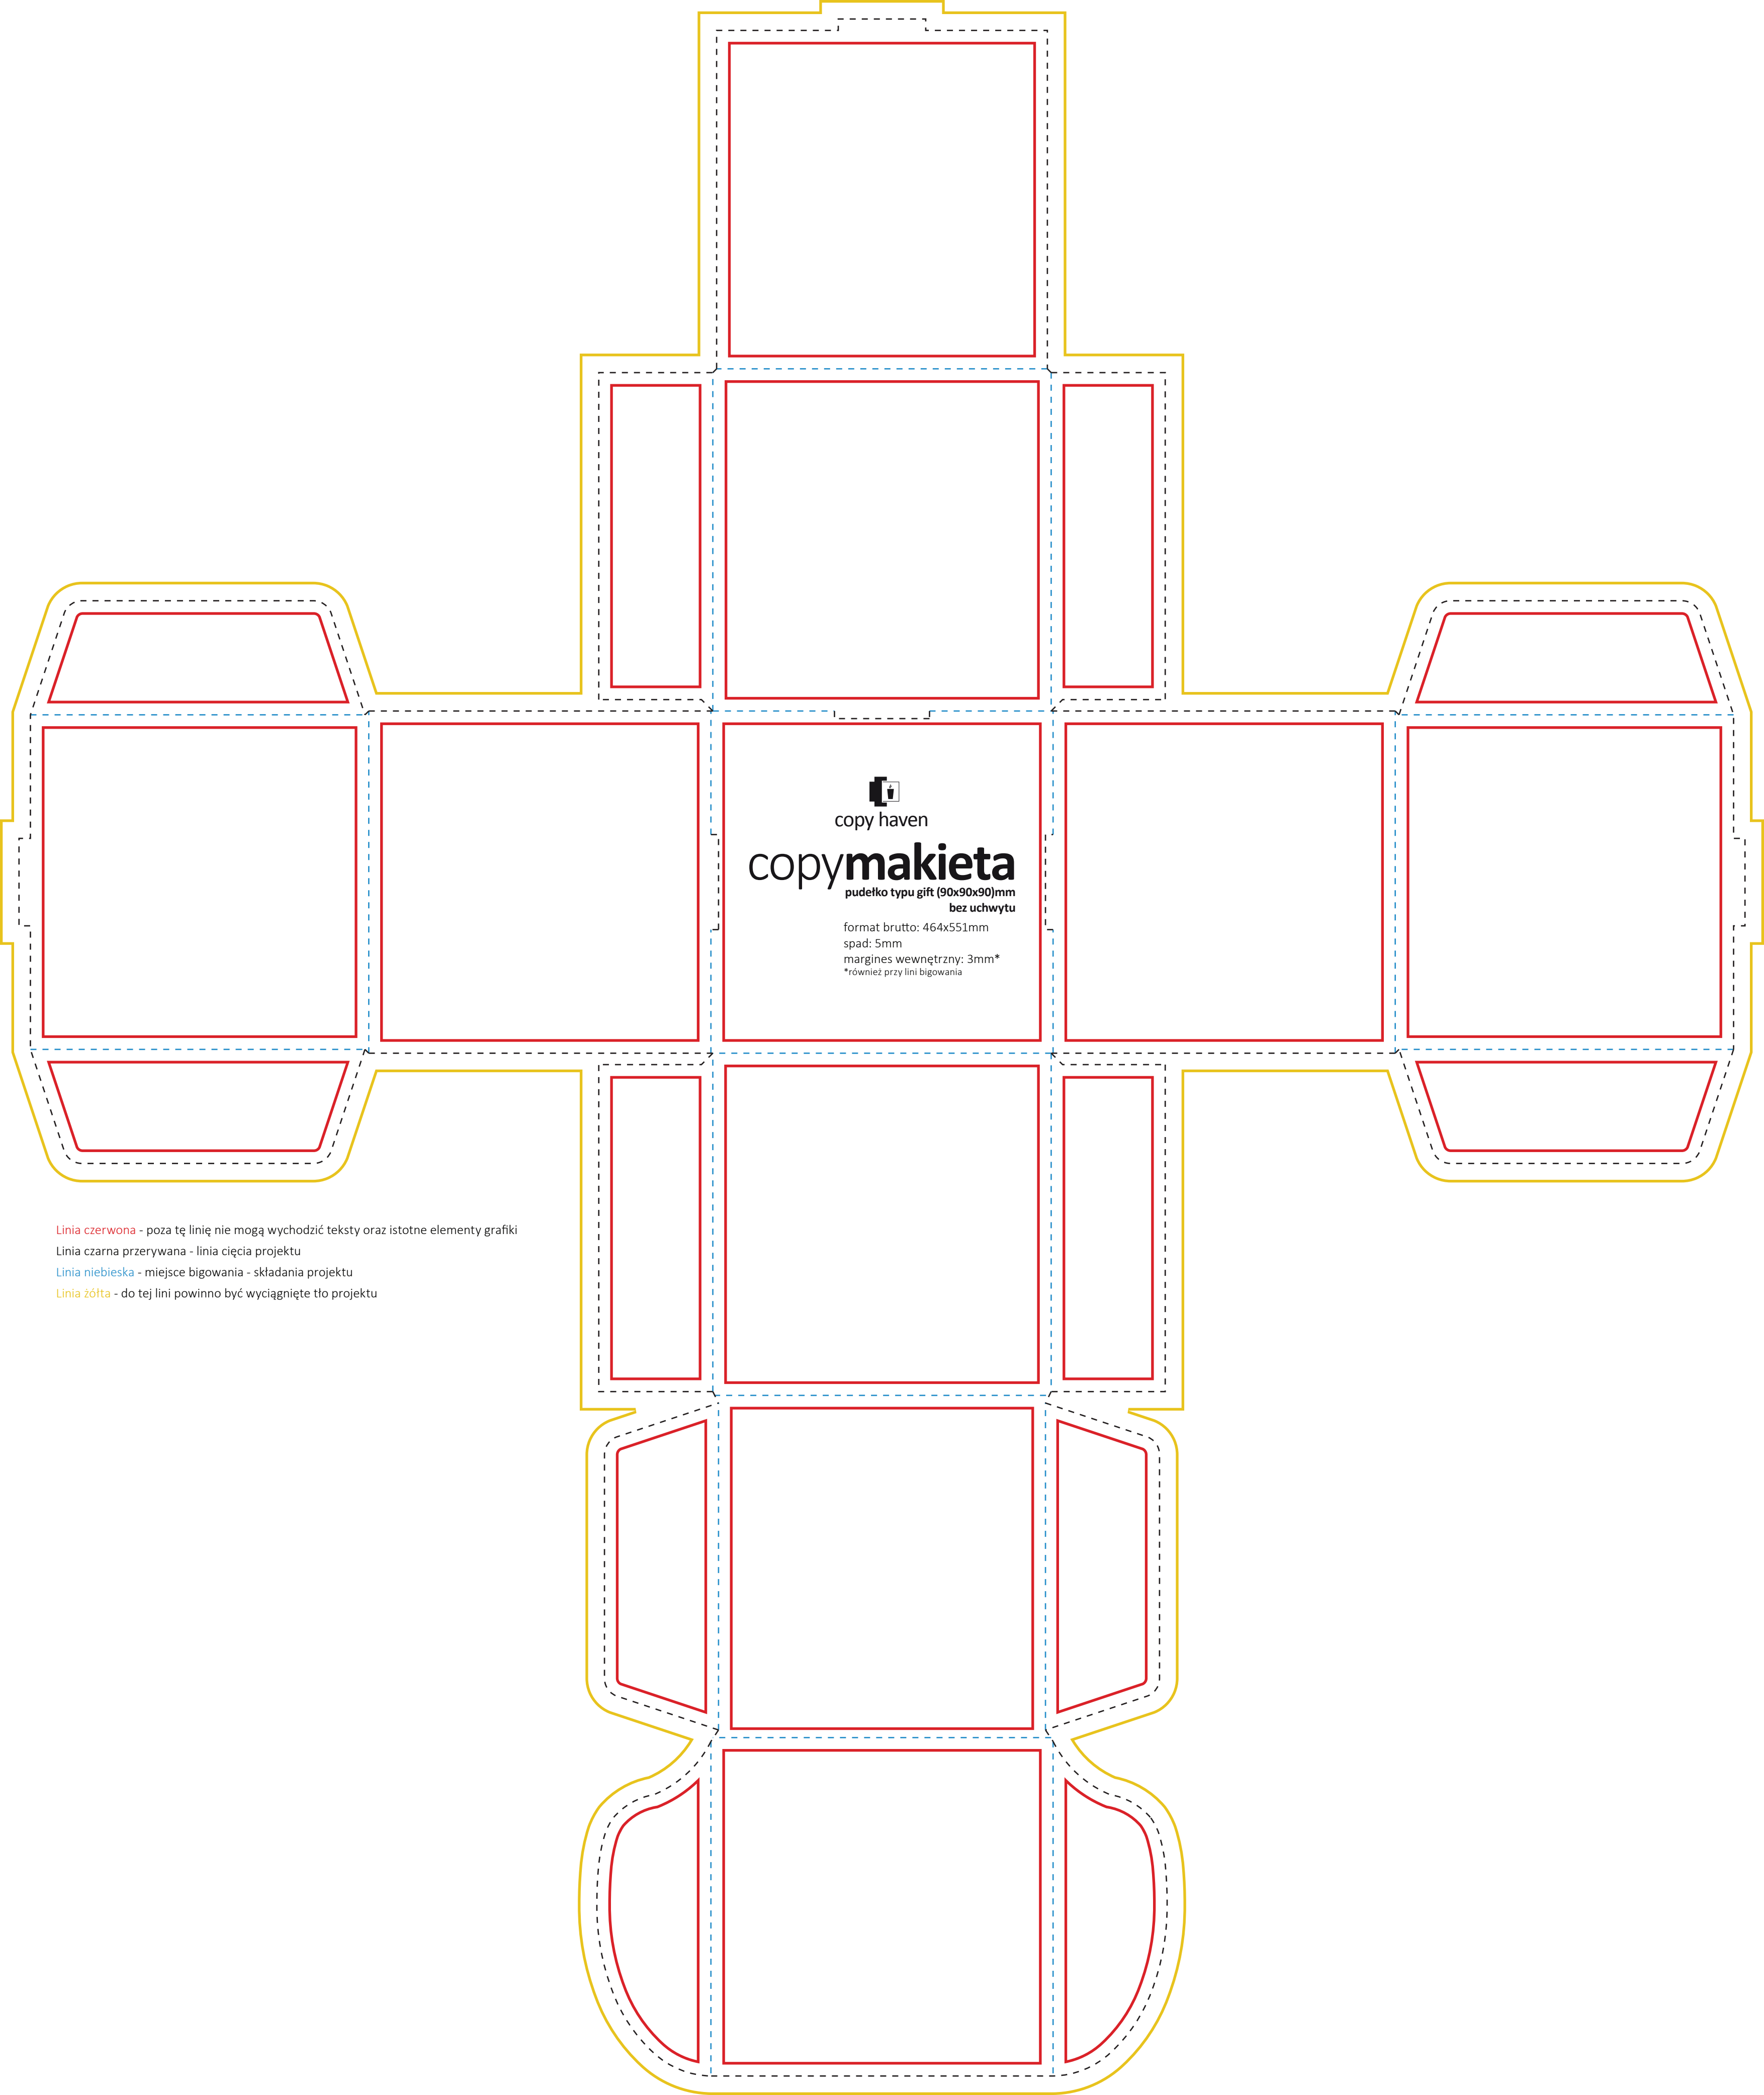 copy haven
copymakieta
pudełko typu gift (90x90x90)mm
bez uchwytu
format brutto: 464x551mm
spad: 5mm
margines wewnętrzny: 3mm*
*również przy lini bigowania
Linia czerwona - poza tę linię nie mogą wychodzić teksty oraz istotne elementy grafiki
Linia czarna przerywana - linia cięcia projektu
Linia niebieska - miejsce bigowania - składania projektu
Linia żółta - do tej lini powinno być wyciągnięte tło projektu